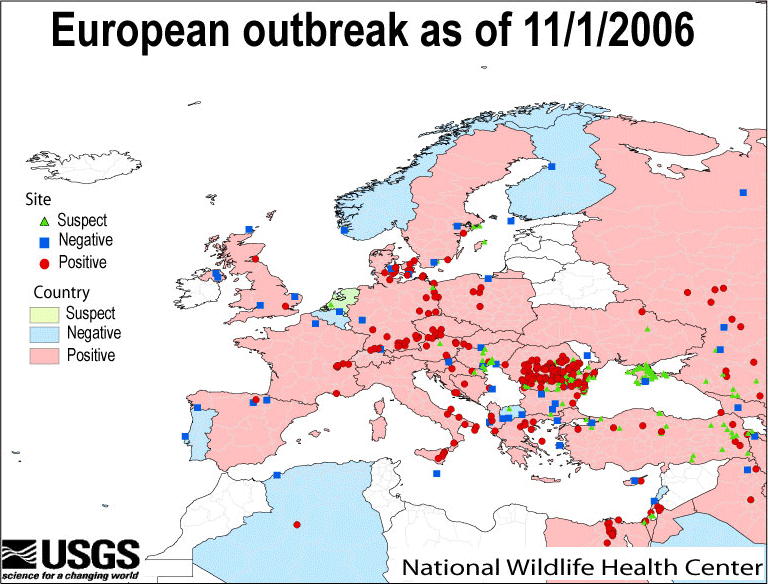 European outbreak as of 11/1/2006
Site
Suspect
Negative
Positive
Country
Suspect
Negative
Positive
USGS
science for a changing world
National Wildlife Health Center